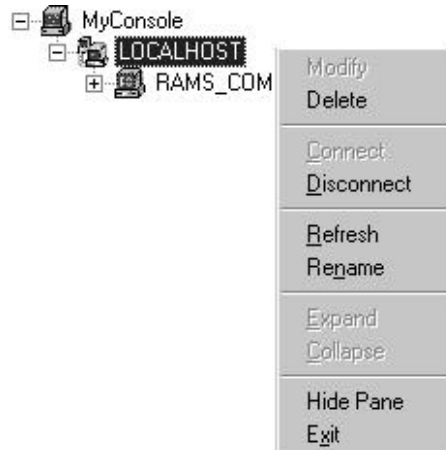 MyConsole
LOCALHOST
RAMS_COM
Modify
Delete
Connect
Disconnect
Refresh
Rename
Expand
Collapse
Hide Pane
Exit